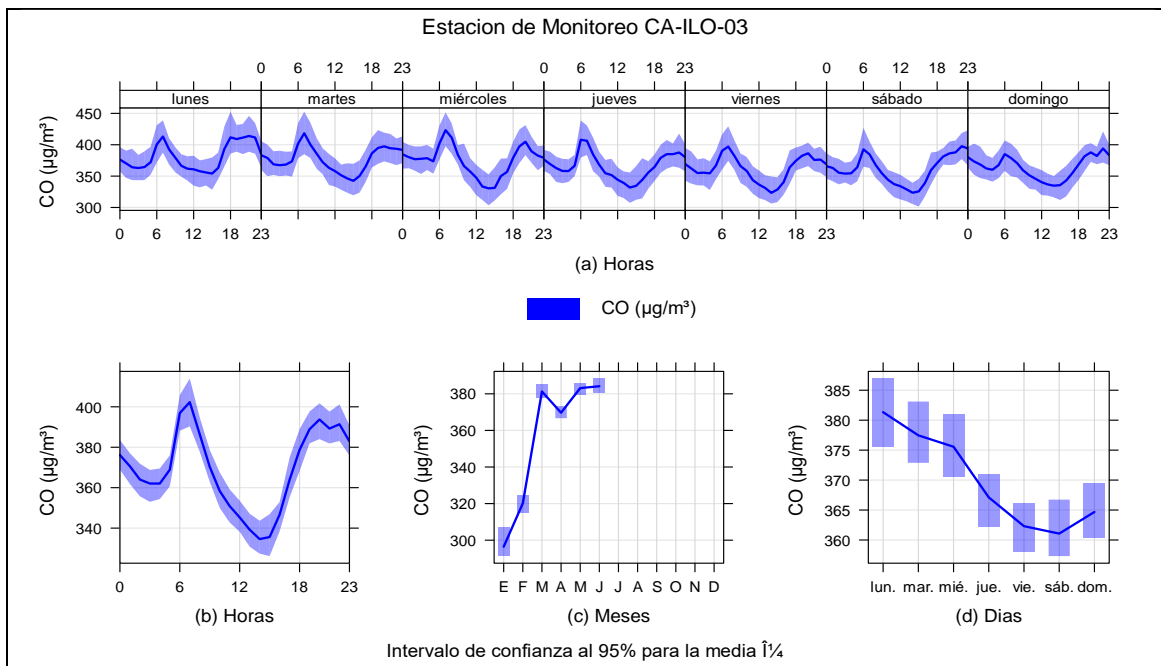 Estacion de Monitoreo CA-ILO-03
0 6 12 18 23 0 6 12 18 23 0 6 12 18 23
lunes martes miércoles jueves viernes sábado domingo
450
400
350
300
CO (µg/m³)
0 6 12 18 23 0 6 12 18 23 0 6 12 18 23 0 6 12 18 23
(a) Horas
CO (µg/m³)
400
380
360
340
CO (µg/m³)
0 6 12 18 23
(b) Horas
380
360
340
320
300
CO (µg/m³)
E F M A M J J A S O N D
(c) Meses
385
380
375
370
365
360
CO (µg/m³)
lun. mar. mié. jue. vie. sáb. dom.
(d) Dias
Intervalo de confianza al 95% para la media Î¼